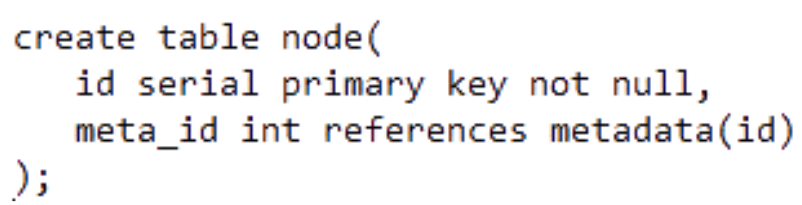 create table node(
   id serial primary key not null,
   meta_id int references metadata(id)
);